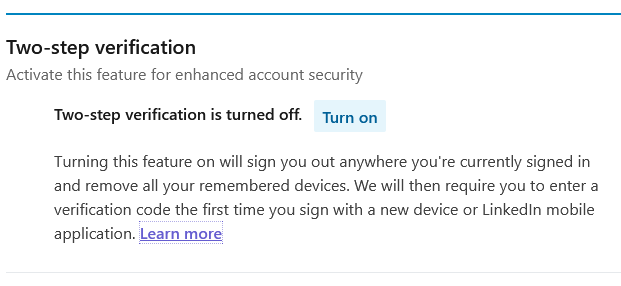 Two-step verification
Activate this feature for enhanced account security
Two-step verification is turned off. Turn on
Turning this feature on will sign you out anywhere you're currently signed in
and remove all your remembered devices. We will then require you to enter a
verification code the first time you sign with a new device or LinkedIn mobile
application. Learn more